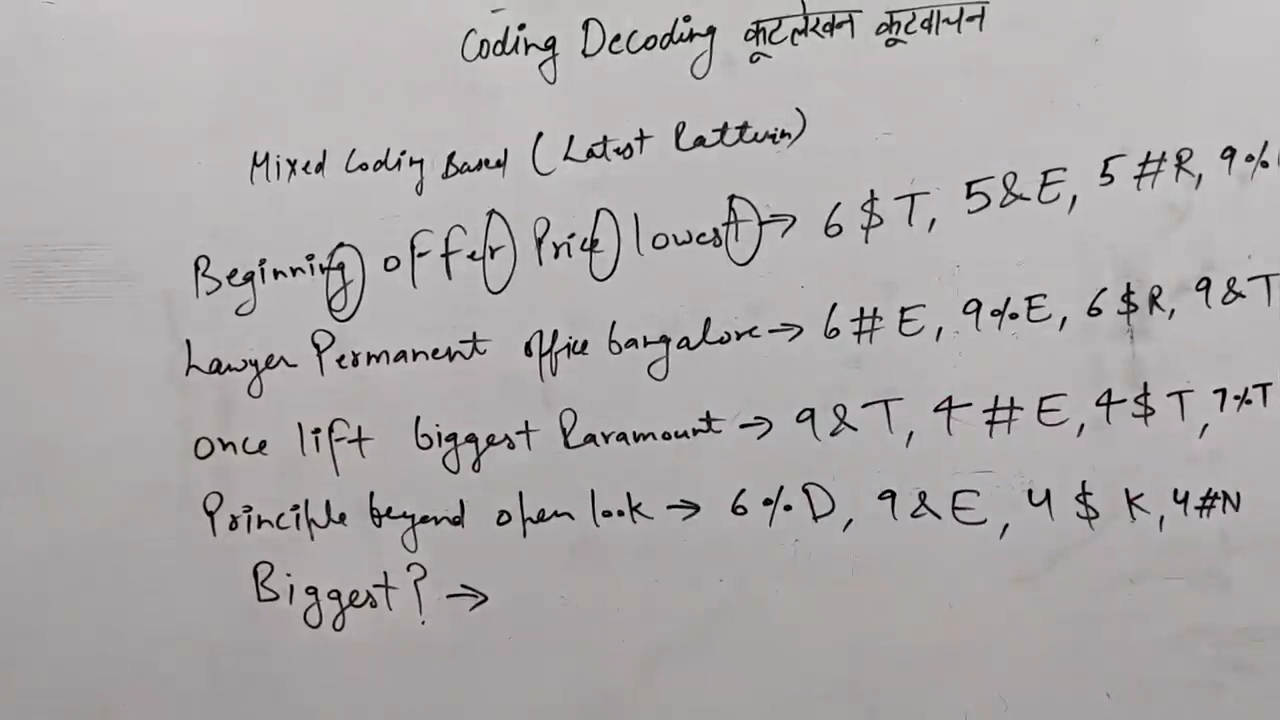 Coding Decoding कूटलेखन कूटवाचन
Mixed Coding Based (Latest Pattern)
Beginning offer Price lowest → 6$T, 5&E, 5#R, 9%
Lawyer Permanent office bangalore → 6#E, 9%E, 6$R, 9&T
once lift biggest Paramount → 9&T, 4#E, 4$T, 7%T
Principle beyond open look → 6%D, 9&E, 4$K, 4#N
Biggest? →